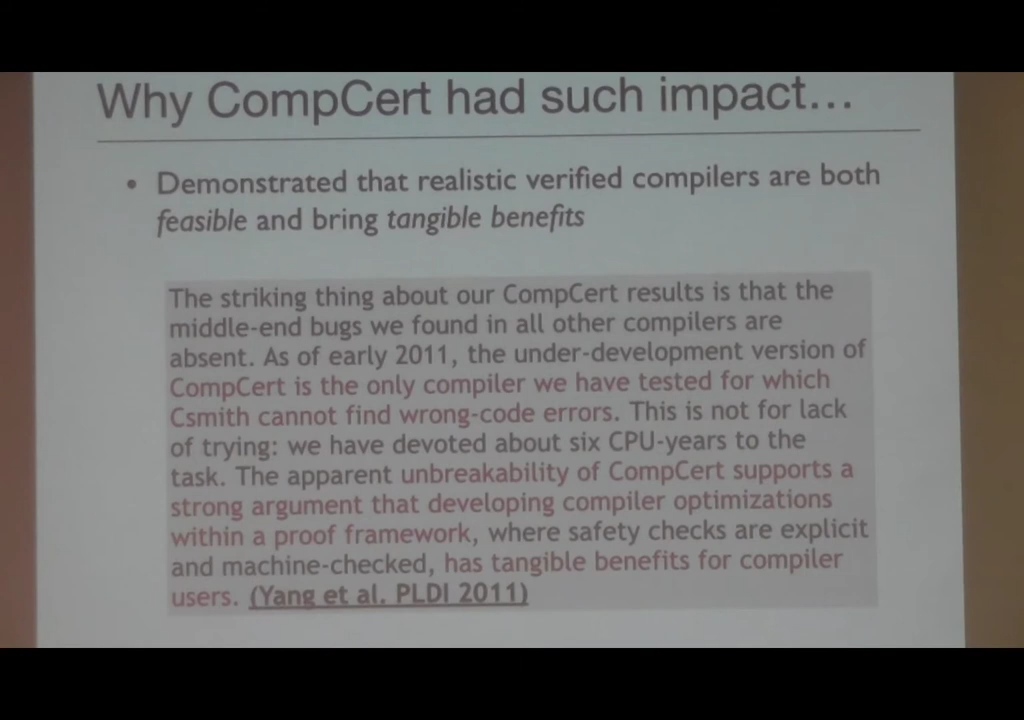 Why CompCert had such impact...
• Demonstrated that realistic verified compilers are both
feasible and bring tangible benefits
The striking thing about our CompCert results is that the
middle-end bugs we found in all other compilers are
absent. As of early 2011, the under-development version of
CompCert is the only compiler we have tested for which
Csmith cannot find wrong-code errors. This is not for lack
of trying: we have devoted about six CPU-years to the
task. The apparent unbreakability of CompCert supports a
strong argument that developing compiler optimizations
within a proof framework, where safety checks are explicit
and machine-checked, has tangible benefits for compiler
users. (Yang et al. PLDI 2011)